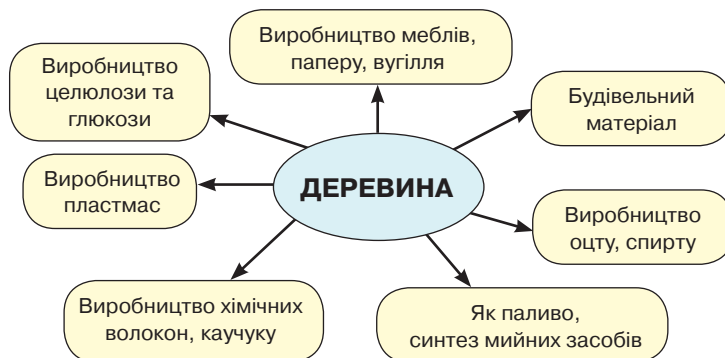 Виробництво меблів,
паперу, вугілля
Виробництво
целюлози та
глюкози
Будівельний
матеріал
ДЕРЕВИНА
Виробництво
пластмас
Виробництво
оцту, спирту
Виробництво хімічних
волокон, каучуку
Як паливо,
синтез мийних засобів